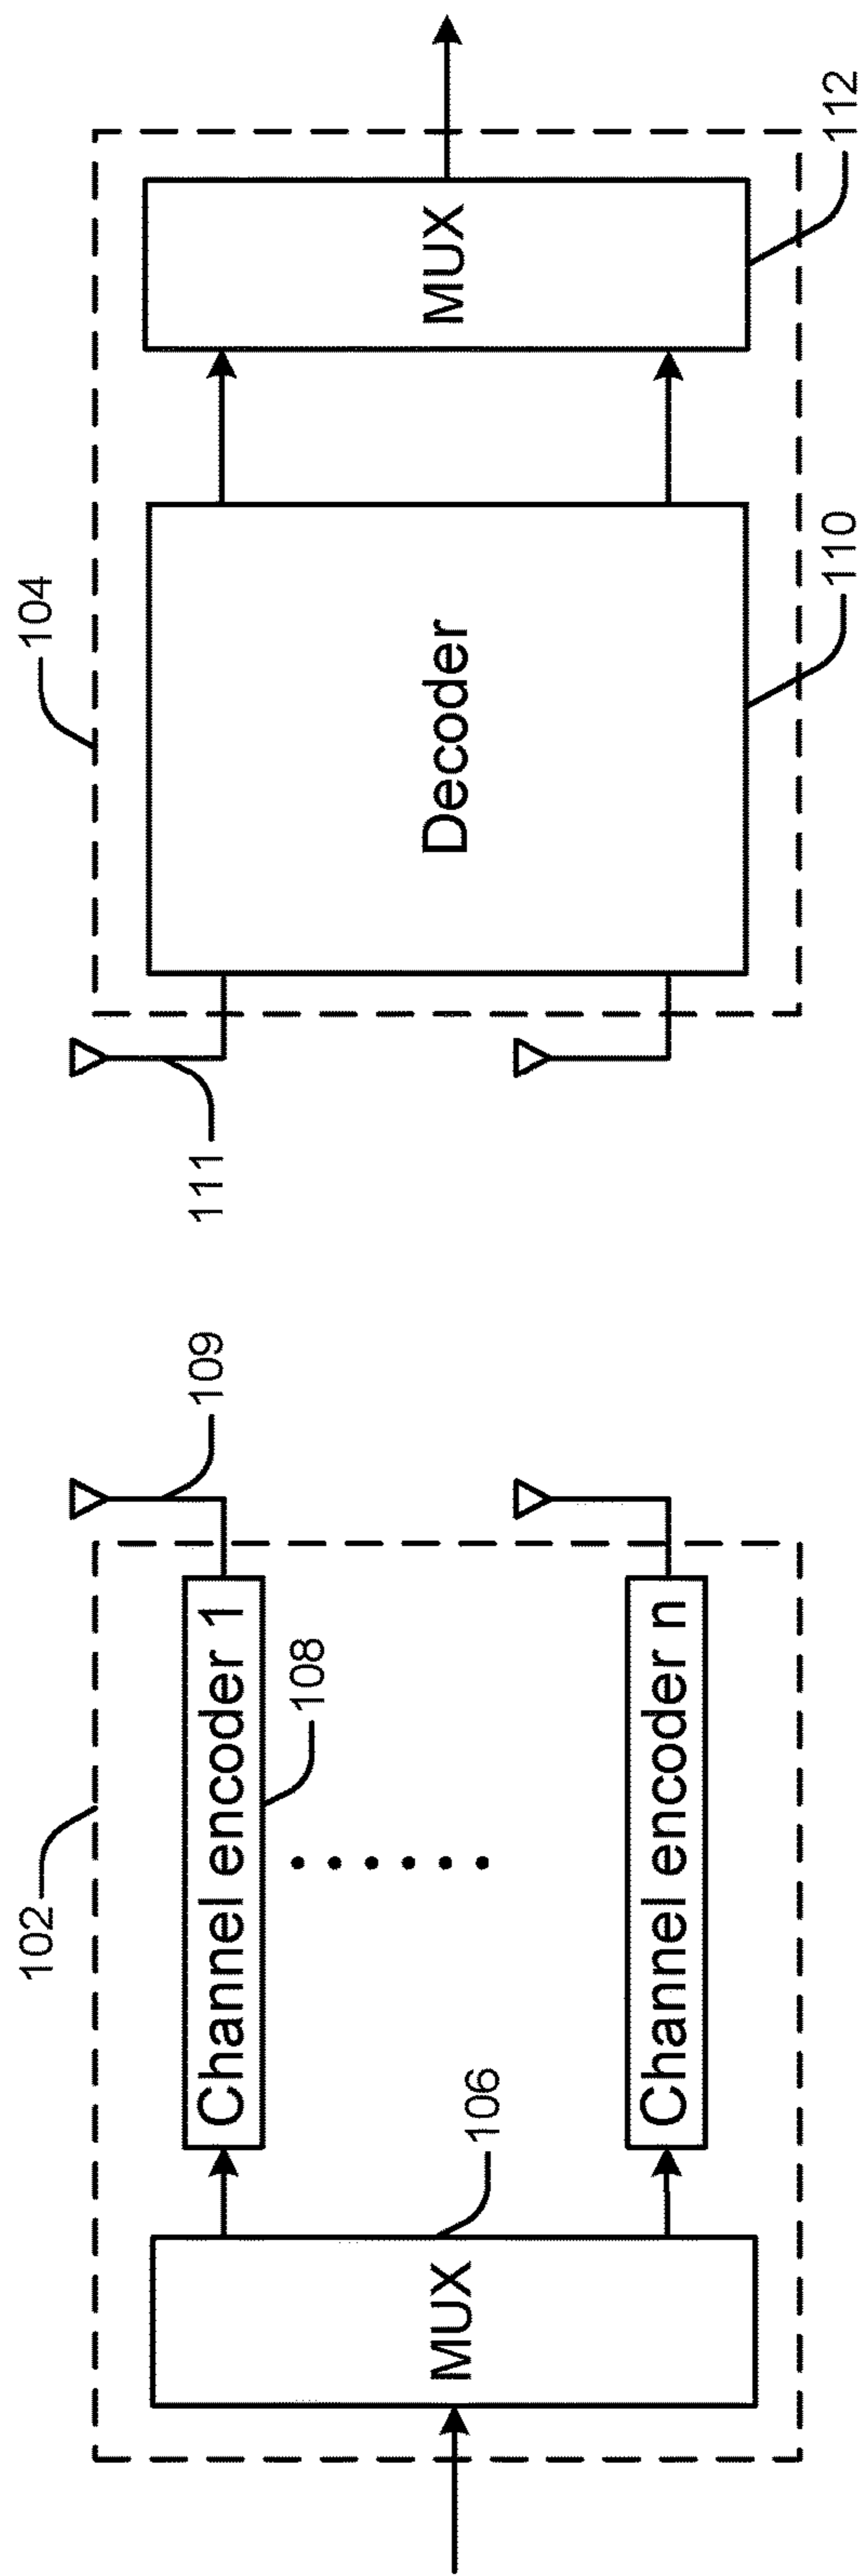 102
104
MUX
106
Channel encoder 1
108
109
Channel encoder n
111
Decoder
110
MUX
112